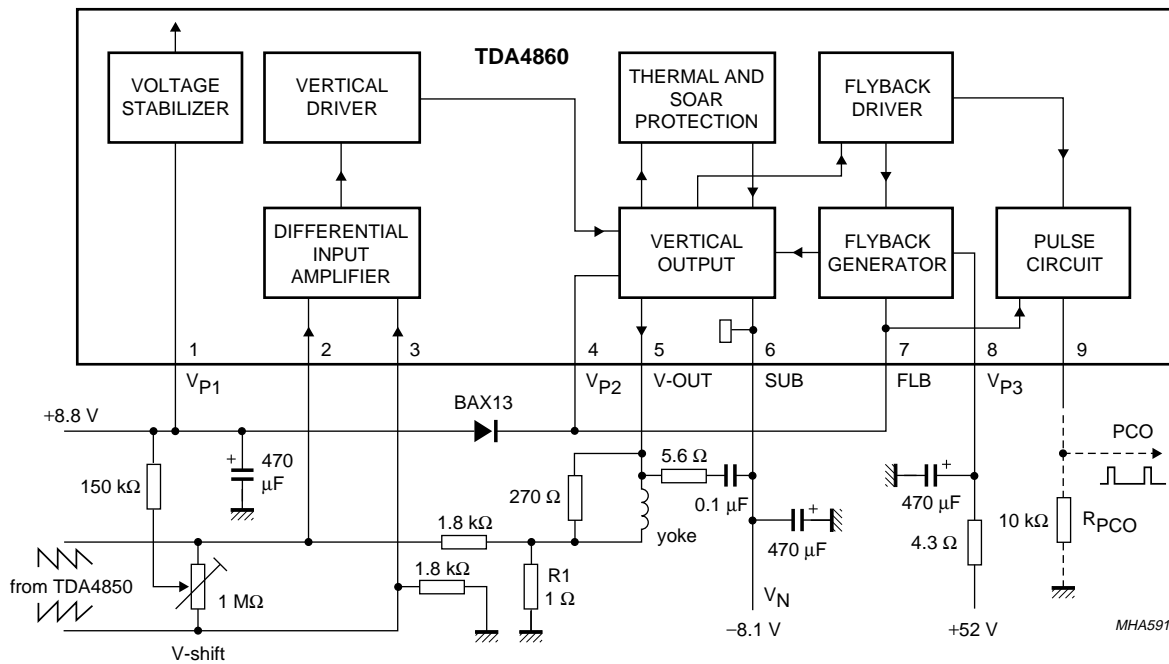 TDA4860
VOLTAGE
STABILIZER
VERTICAL
DRIVER
THERMAL AND
SOAR
PROTECTION
FLYBACK
DRIVER
DIFFERENTIAL
INPUT
AMPLIFIER
VERTICAL
OUTPUT
FLYBACK
GENERATOR
PULSE
CIRCUIT
1 2 3 4 5 6 7 8 9
VP1 VP2 V-OUT SUB FLB VP3
+8.8 V
BAX13
PCO
150 kΩ
+ 470
µF
270 Ω
5.6 Ω
0.1 µF
+
470 µF
10 kΩ
RPCO
1.8 kΩ
yoke
+
470 µF
4.3 Ω
from TDA4850
1 MΩ
1.8 kΩ
R1
1 Ω
VN
−8.1 V
+52 V
V-shift
MHA591